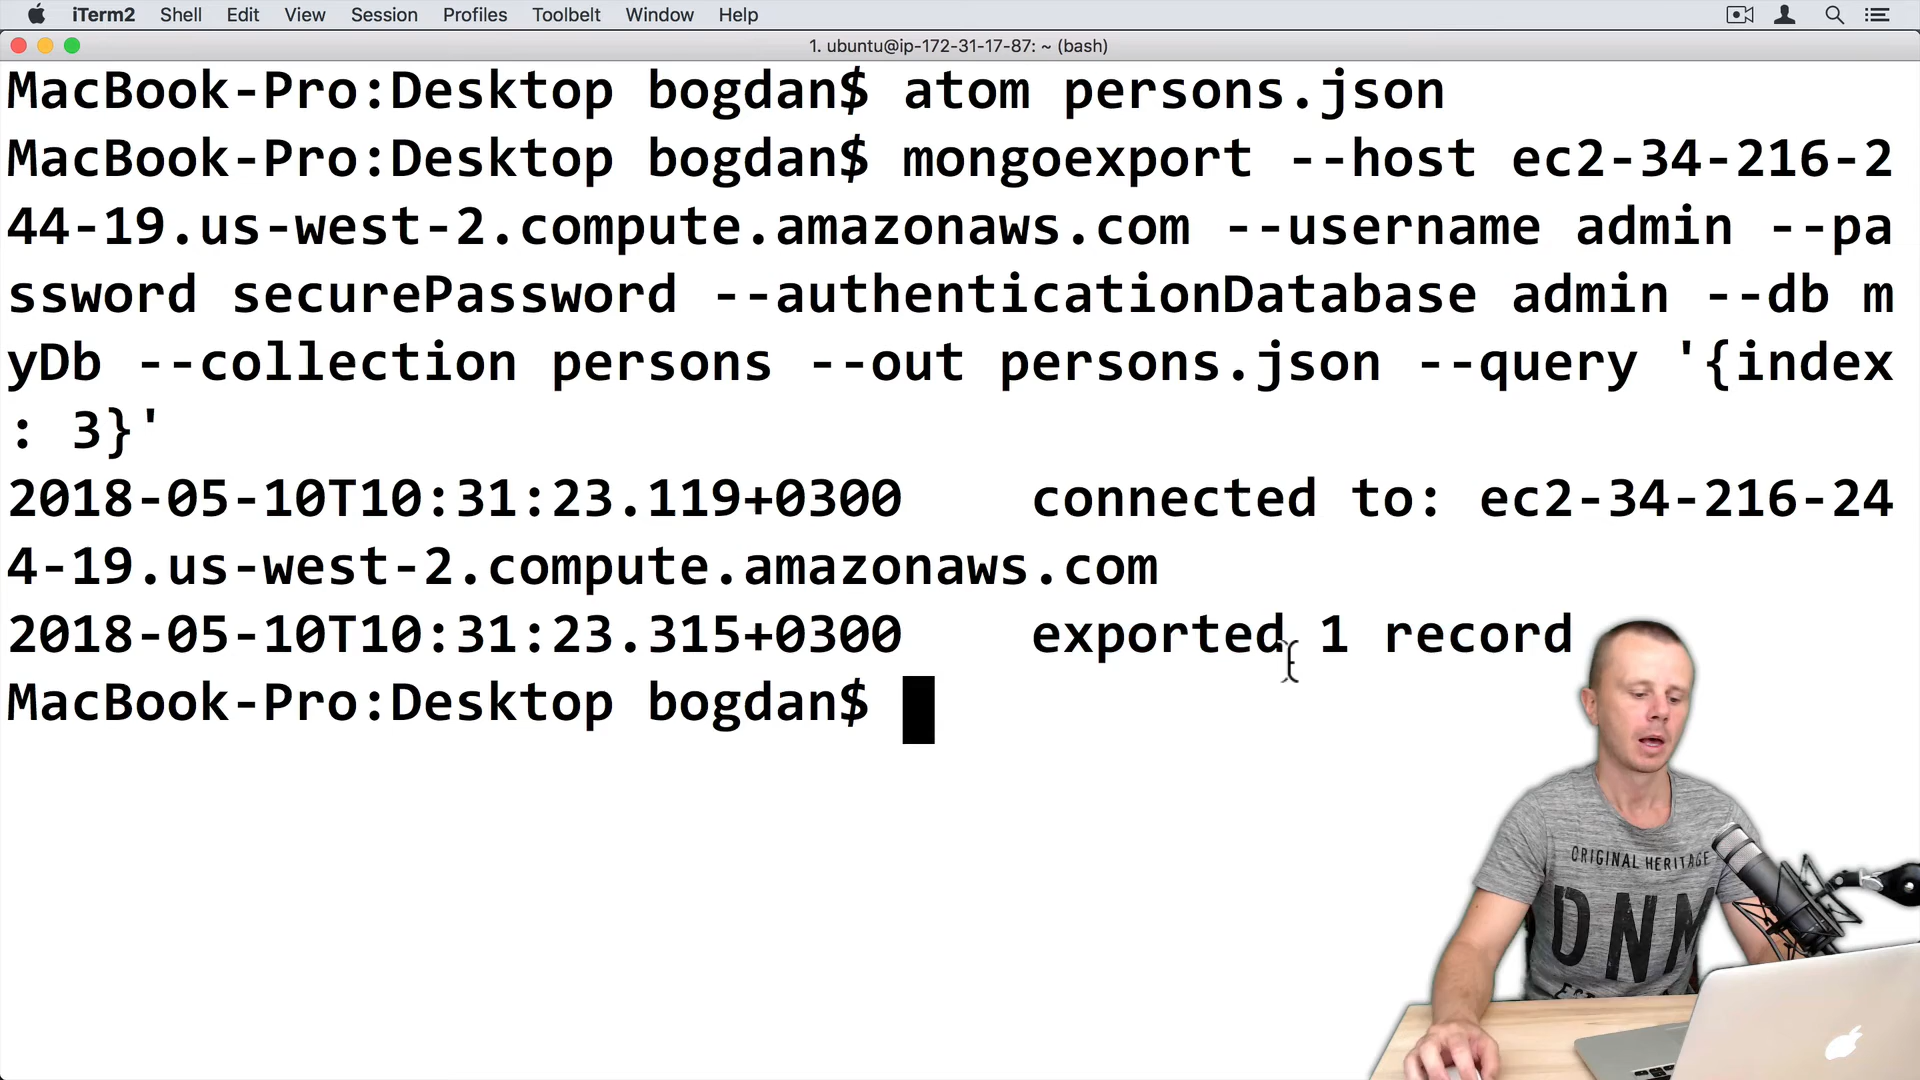 iTerm2 Shell Edit View Session Profiles Toolbelt Window Help
1. ubuntu@ip-172-31-17-87: ~ (bash)
MacBook-Pro:Desktop bogdan$ atom persons.json
MacBook-Pro:Desktop bogdan$ mongoexport --host ec2-34-216-2
44-19.us-west-2.compute.amazonaws.com --username admin --pa
ssword securePassword --authenticationDatabase admin --db m
yDb --collection persons --out persons.json --query '{index
: 3}'
2018-05-10T10:31:23.119+0300    connected to: ec2-34-216-24
4-19.us-west-2.compute.amazonaws.com
2018-05-10T10:31:23.315+0300    exported 1 record
MacBook-Pro:Desktop bogdan$
ORIGINAL HERITAGE
DNM